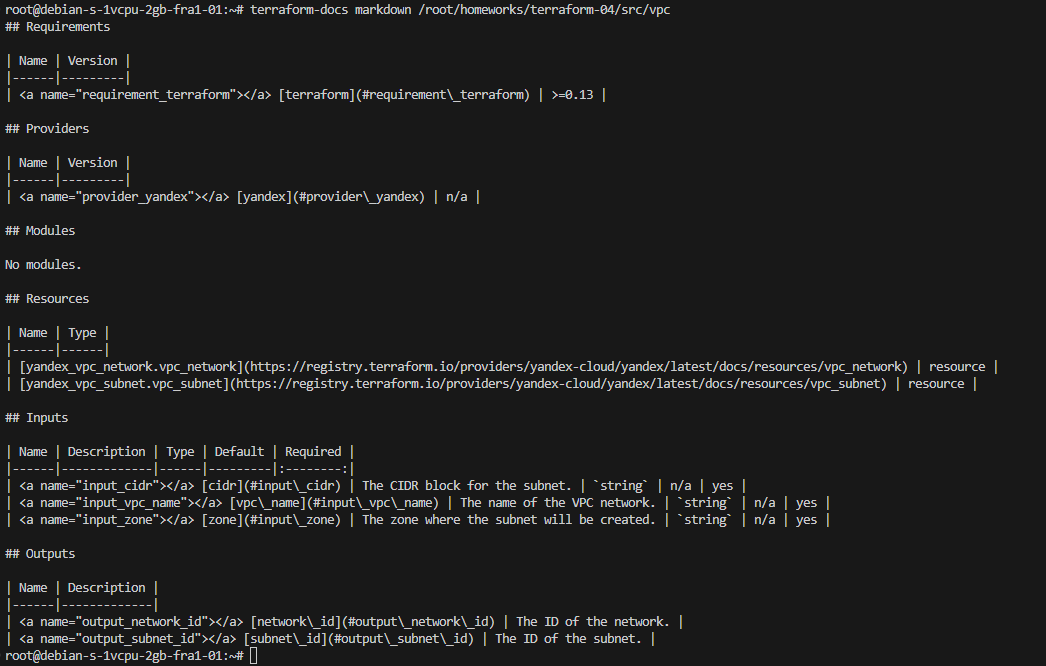 root@debian-s-1vcpu-2gb-fra1-01:~# terraform-docs markdown /root/homeworks/terraform-04/src/vpc
## Requirements
| Name | Version |
|------|---------|
| <a name="requirement_terraform"></a> [terraform](#requirement\_terraform) | >=0.13 |
## Providers
| Name | Version |
|------|---------|
| <a name="provider_yandex"></a> [yandex](#provider\_yandex) | n/a |
## Modules
No modules.
## Resources
| Name | Type |
|------|------|
| [yandex_vpc_network.vpc_network](https://registry.terraform.io/providers/yandex-cloud/yandex/latest/docs/resources/vpc_network) | resource |
| [yandex_vpc_subnet.vpc_subnet](https://registry.terraform.io/providers/yandex-cloud/yandex/latest/docs/resources/vpc_subnet) | resource |
## Inputs
| Name | Description | Type | Default | Required |
|------|-------------|------|---------|:--------:|
| <a name="input_cidr"></a> [cidr](#input\_cidr) | The CIDR block for the subnet. | `string` | n/a | yes |
| <a name="input_vpc_name"></a> [vpc\_name](#input\_vpc\_name) | The name of the VPC network. | `string` | n/a | yes |
| <a name="input_zone"></a> [zone](#input\_zone) | The zone where the subnet will be created. | `string` | n/a | yes |
## Outputs
| Name | Description |
|------|-------------|
| <a name="output_network_id"></a> [network\_id](#output\_network\_id) | The ID of the network. |
| <a name="output_subnet_id"></a> [subnet\_id](#output\_subnet\_id) | The ID of the subnet. |
root@debian-s-1vcpu-2gb-fra1-01:~#